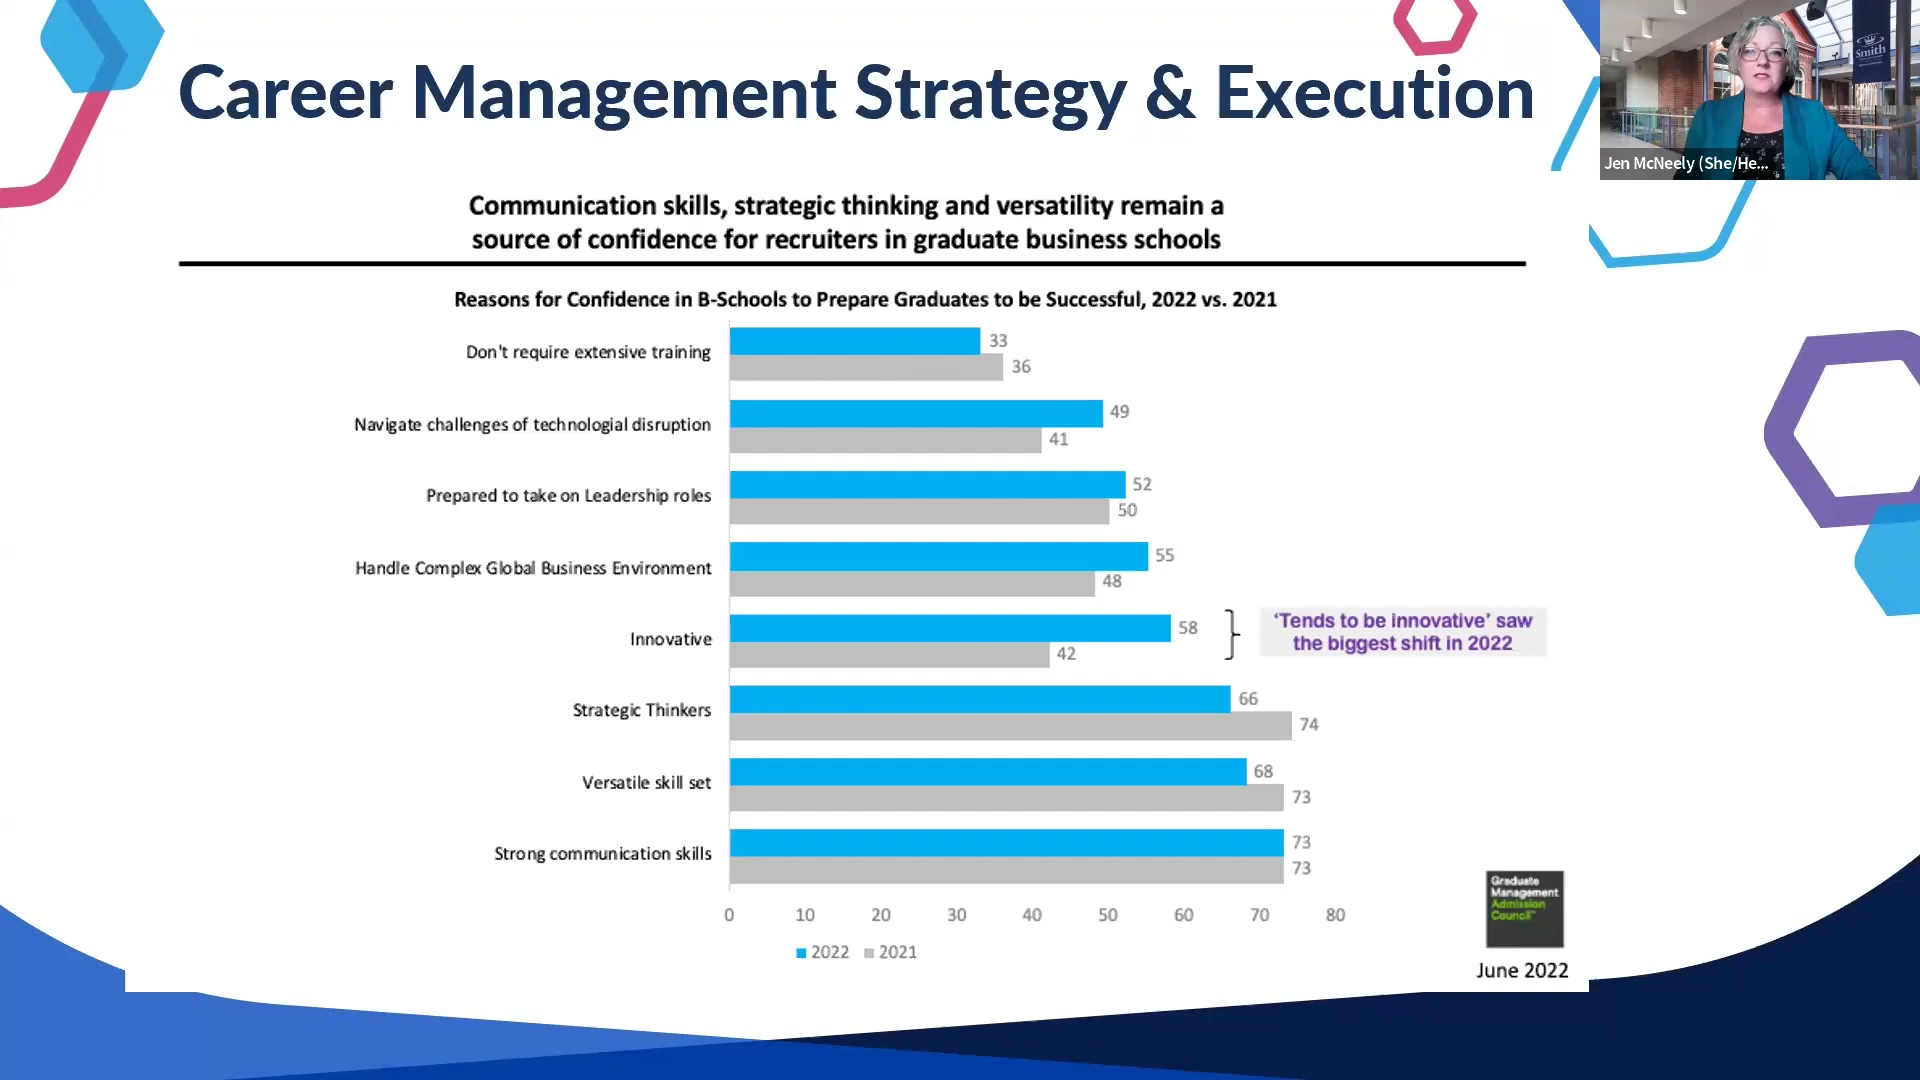 Career Management Strategy & Execution
Smith
Jen McNeely (She/He...
Communication skills, strategic thinking and versatility remain a
source of confidence for recruiters in graduate business schools
Reasons for Confidence in B-Schools to Prepare Graduates to be Successful, 2022 vs. 2021
Don't require extensive training
33
36
Navigate challenges of technologial disruption
49
41
Prepared to take on Leadership roles
52
50
Handle Complex Global Business Environment
55
48
Innovative
58
42
‘Tends to be innovative’ saw
the biggest shift in 2022
Strategic Thinkers
66
74
Versatile skill set
68
73
Strong communication skills
73
73
0 10 20 30 40 50 60 70 80
2022 2021
Graduate
Management
Admission
Council™
June 2022